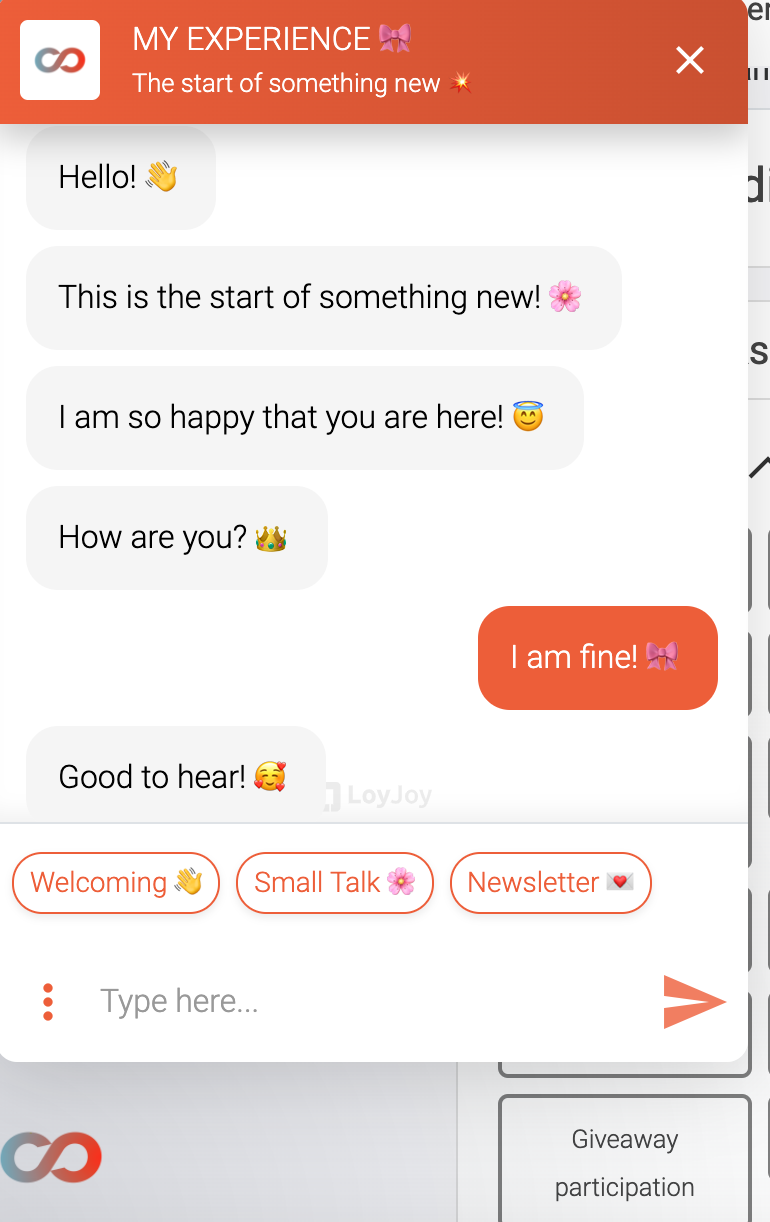 MY EXPERIENCE 🎀
The start of something new 💥
Hello! 👋
This is the start of something new! 🌸
I am so happy that you are here! 😇
How are you? 👑
I am fine! 🎀
Good to hear! 🥰
LoyJoy
Welcoming 👋 Small Talk 🌸 Newsletter 💌
Type here...
Giveaway
participation